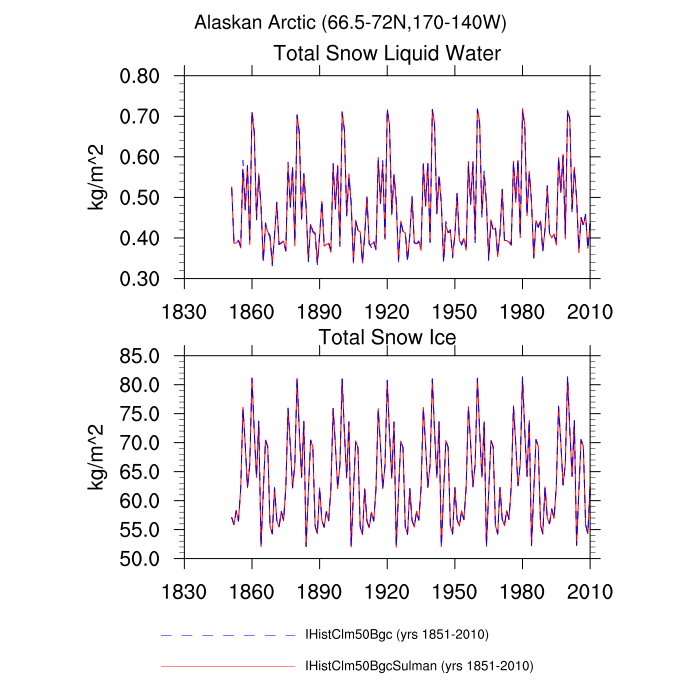 Alaskan Arctic (66.5-72N,170-140W)
Total Snow Liquid Water
0.80
0.70
0.60
0.50
0.40
0.30
kg/m^2
1830 1860 1890 1920 1950 1980 2010
Total Snow Ice
85.0
80.0
75.0
70.0
65.0
60.0
55.0
50.0
kg/m^2
1830 1860 1890 1920 1950 1980 2010
IHistClm50Bgc (yrs 1851-2010)
IHistClm50BgcSulman (yrs 1851-2010)